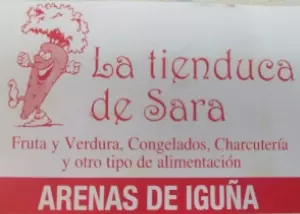 La tienduca
de Sara
Fruta y Verdura, Congelados, Charcutería
y otro tipo de alimentación
ARENAS DE IGUÑA